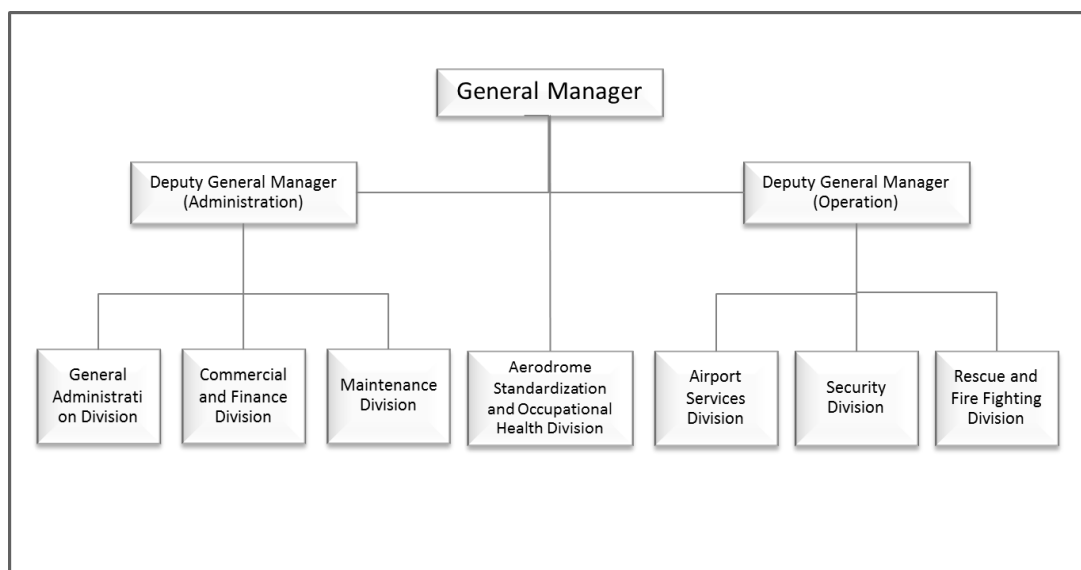 General Manager
Deputy General Manager
(Administration)
Deputy General Manager
(Operation)
General
Administrati
on Division
Commercial
and Finance
Division
Maintenance
Division
Aerodrome
Standardization
and Occupational
Health Division
Airport
Services
Division
Security
Division
Rescue and
Fire Fighting
Division